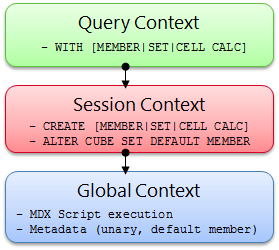 Query Context
- WITH [MEMBER|SET|CELL CALC]
Session Context
- CREATE [MEMBER|SET|CELL CALC]
- ALTER CUBE SET DEFAULT MEMBER
Global Context
- MDX Script execution
- Metadata (unary, default member)